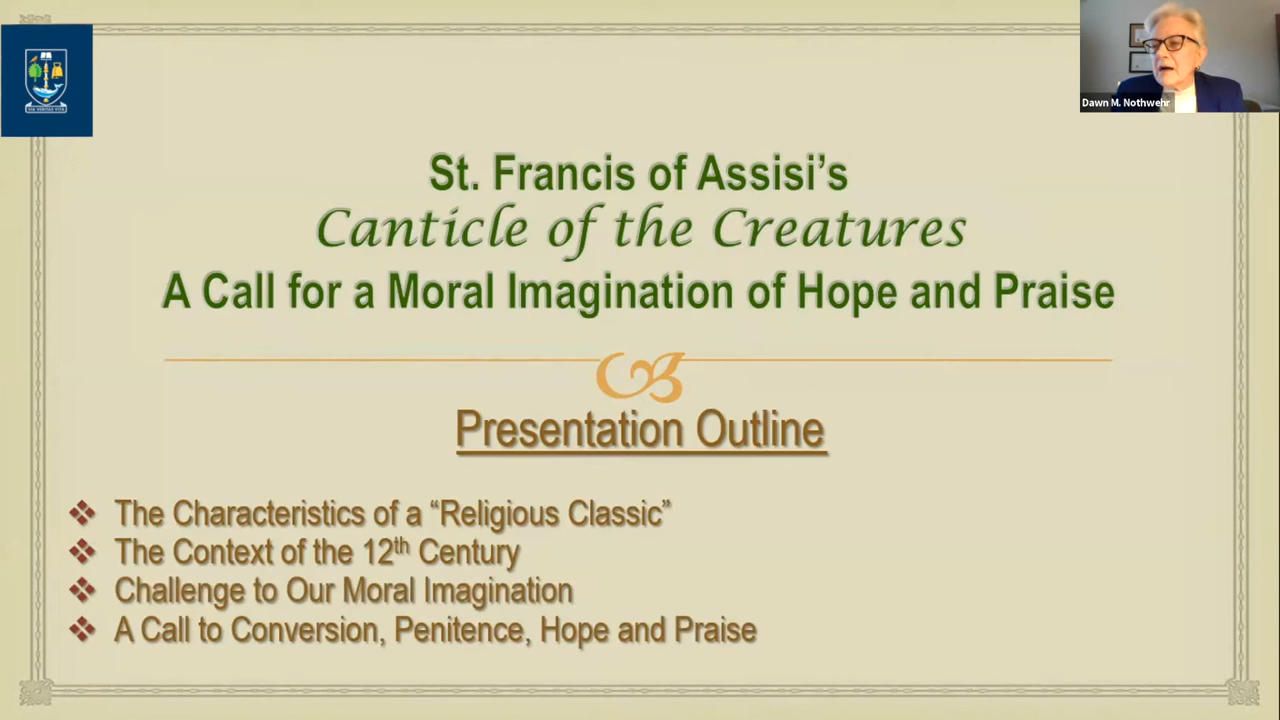 Dawn M. Nothwehr
St. Francis of Assisi’s
Canticle of the Creatures
A Call for a Moral Imagination of Hope and Praise
Presentation Outline
The Characteristics of a “Religious Classic”
The Context of the 12th Century
Challenge to Our Moral Imagination
A Call to Conversion, Penitence, Hope and Praise